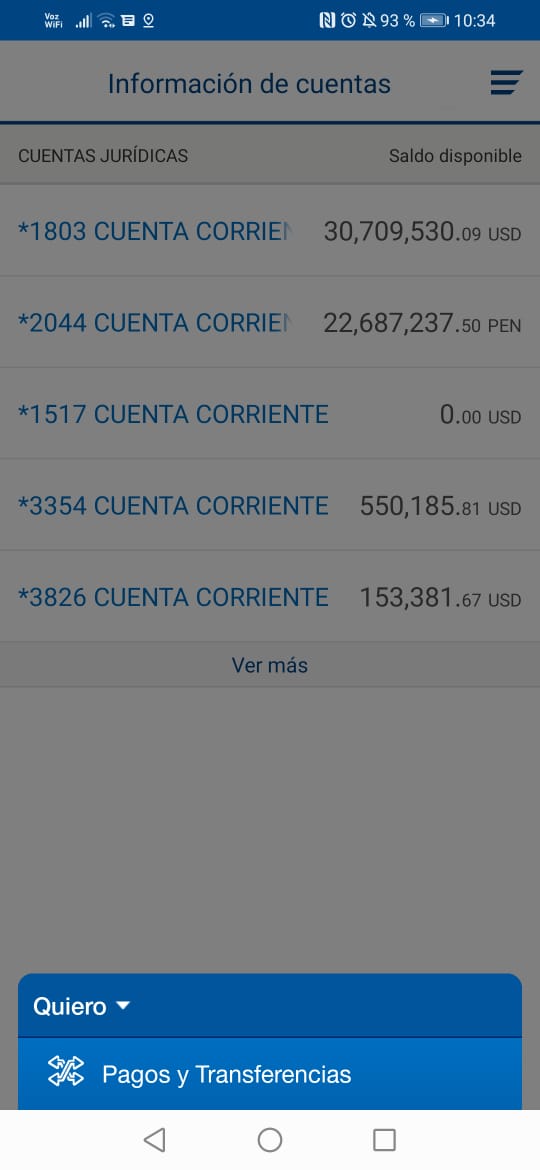 Voz WiFi 93 % 10:34
Información de cuentas
CUENTAS JURÍDICAS Saldo disponible
*1803 CUENTA CORRIEN 30,709,530.09 USD
*2044 CUENTA CORRIEN 22,687,237.50 PEN
*1517 CUENTA CORRIENTE 0.00 USD
*3354 CUENTA CORRIENTE 550,185.81 USD
*3826 CUENTA CORRIENTE 153,381.67 USD
Ver más
Quiero
Pagos y Transferencias